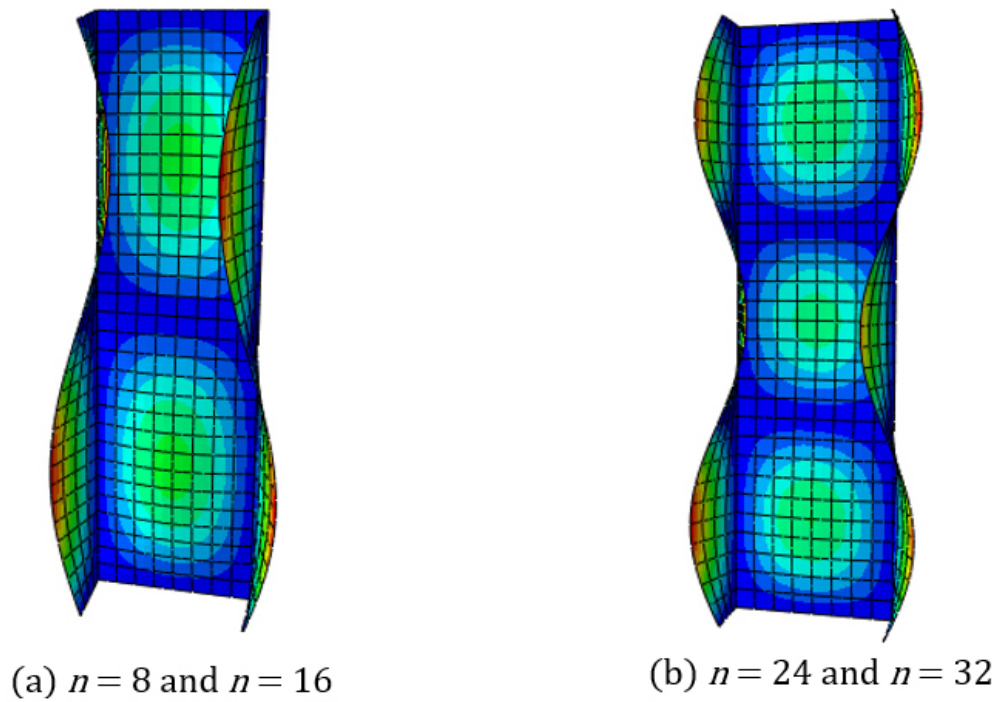 (a) n = 8 and n = 16
(b) n = 24 and n = 32